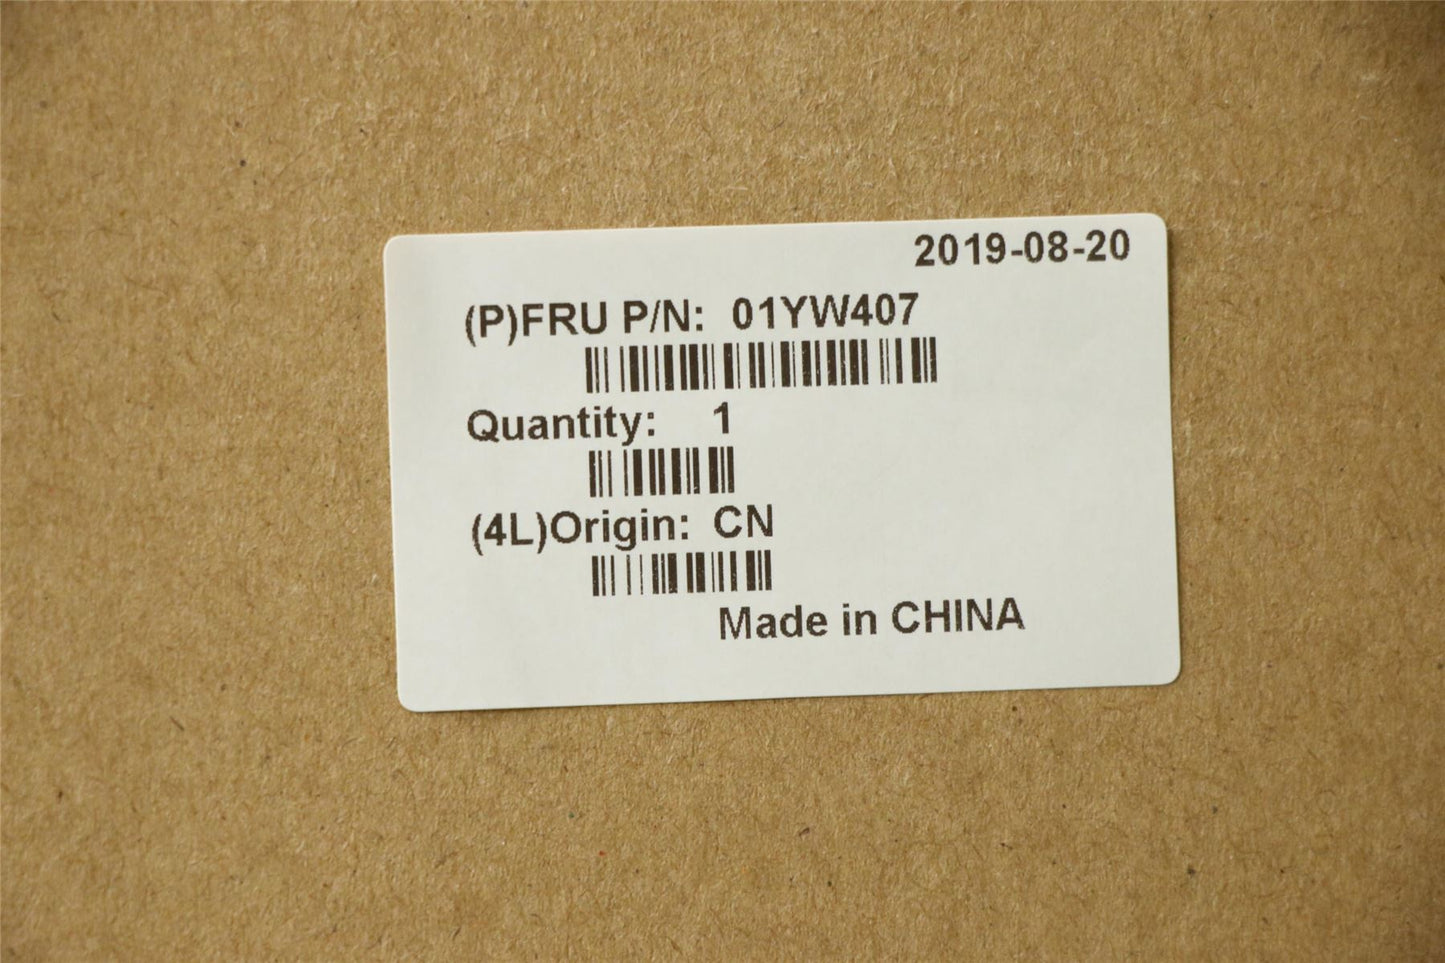 2019-08-20
(P)FRU P/N: 01YW407
Quantity: 1
(4L)Origin: CN
Made in CHINA